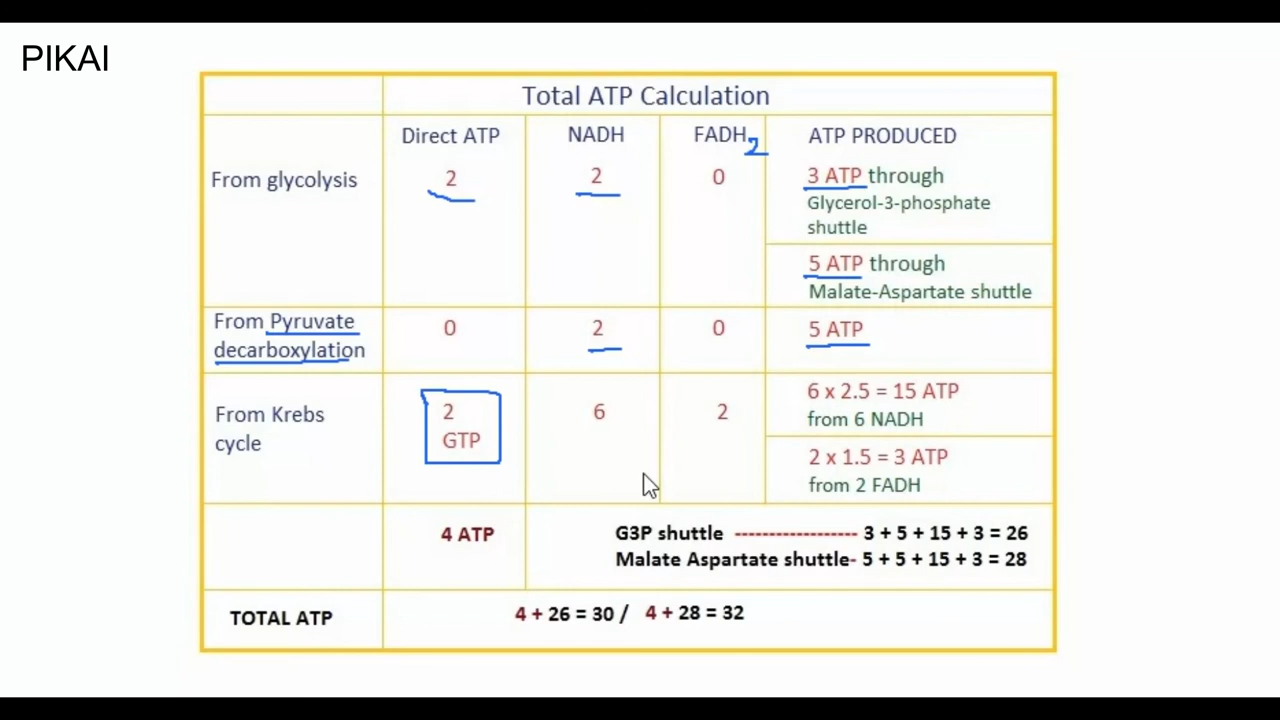 PIKAI
Total ATP Calculation
Direct ATP NADH FADH2 ATP PRODUCED
From glycolysis 2 2 0 3 ATP through
Glycerol-3-phosphate
shuttle
5 ATP through
Malate-Aspartate shuttle
From Pyruvate
decarboxylation 0 2 0 5 ATP
From Krebs
cycle
2
GTP
6 2
6 x 2.5 = 15 ATP
from 6 NADH
2 x 1.5 = 3 ATP
from 2 FADH
4 ATP
G3P shuttle ------------------ 3 + 5 + 15 + 3 = 26
Malate Aspartate shuttle- 5 + 5 + 15 + 3 = 28
TOTAL ATP 4 + 26 = 30 / 4 + 28 = 32